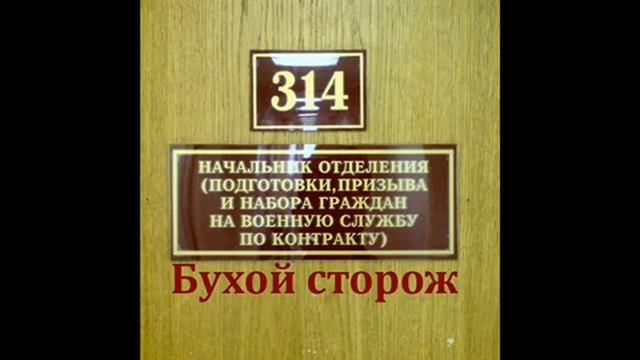 314
НАЧАЛЬНИК ОТДЕЛЕНИЯ
(ПОДГОТОВКИ, ПРИЗЫВА
И НАБОРА ГРАЖДАН
НА ВОЕННУЮ СЛУЖБУ
ПО КОНТРАКТУ)
Бухой сторож